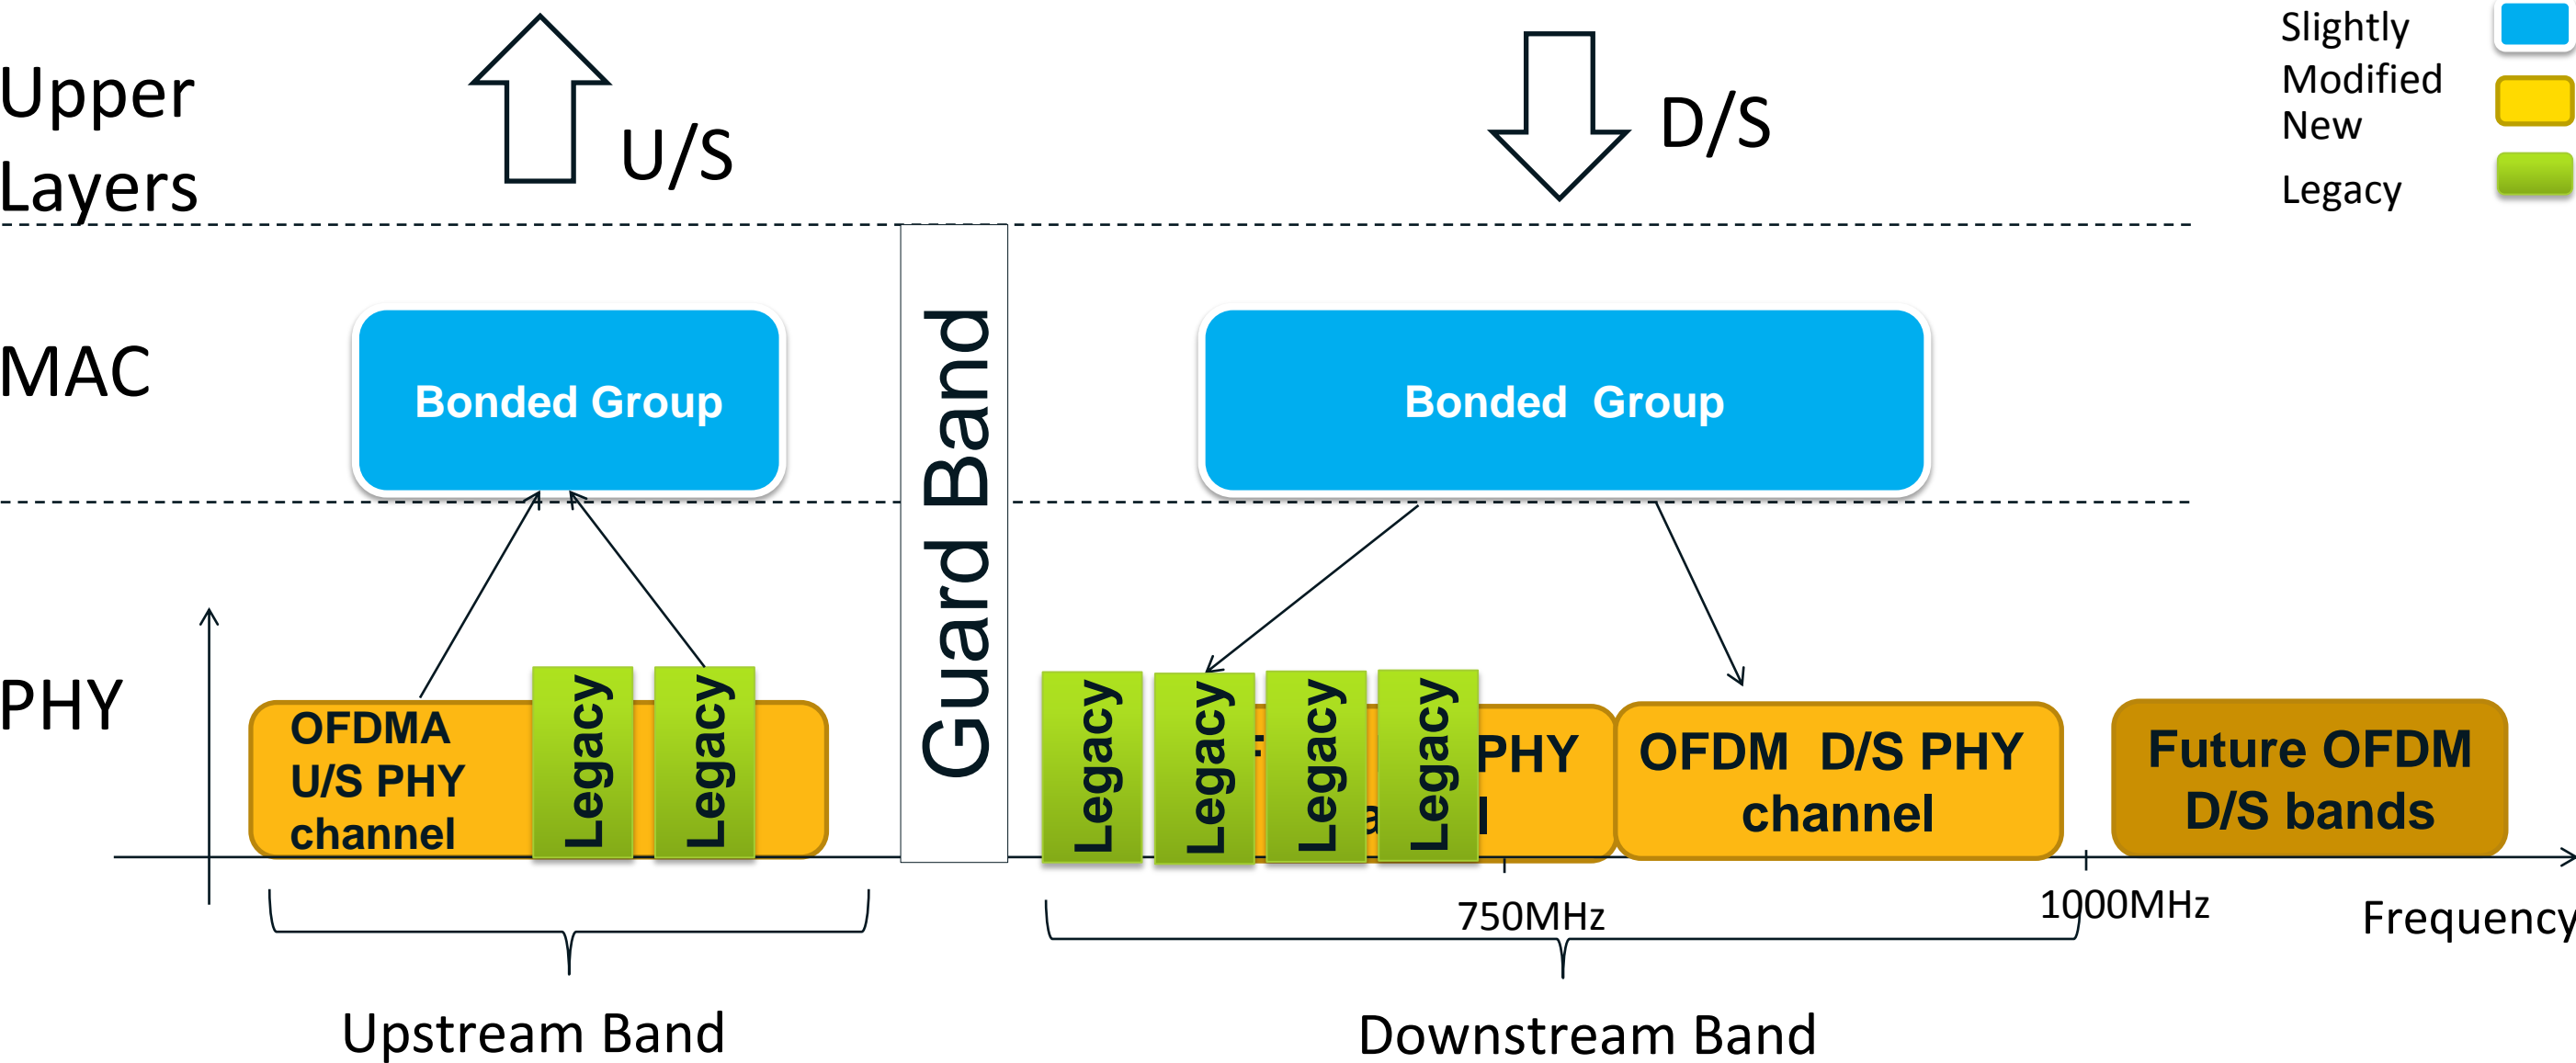 Upper
Layers
U/S
D/S
Slightly
Modified
New
Legacy
MAC
Bonded Group
Guard Band
Bonded Group
PHY
OFDMA
U/S PHY
channel
Legacy
Legacy
Legacy
Legacy
Legacy
Legacy
PHY
OFDM D/S PHY
channel
Future OFDM
D/S bands
750MHz
1000MHz
Frequency
Upstream Band
Downstream Band